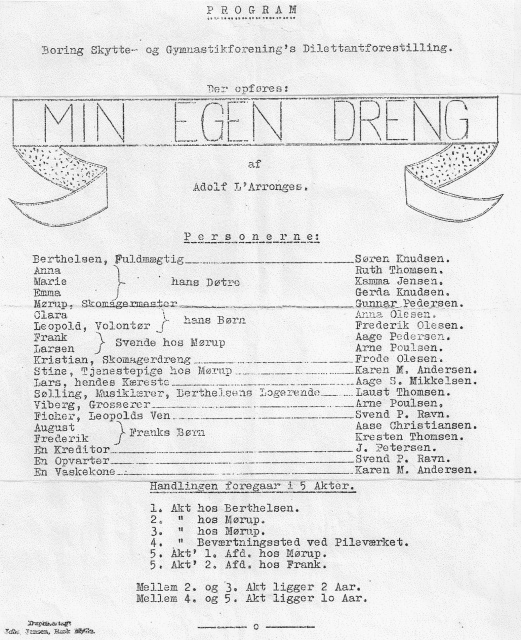 PROGRAM
Boring Skytte- og Gymnastikforening's Dilettantforestilling.
Der opføres:
MIN EGEN DRENG
af
Adolf L'Arronges.
Personerne:
Berthelsen, Fuldmægtig Søren Knudsen.
Anna Ruth Thomsen.
Marie hans Døtre Kamma Jensen.
Emma Gerda Knudsen.
Mørup, Skomagermester Gunnar Pedersen.
Clara Anna Olesen.
Leopold, Volontør hans Børn Frederik Olesen.
Frank Aage Pedersen.
Larsen Svende hos Mørup Arne Poulsen.
Kristian, Skomagerdreng Frode Olesen.
Stine, Tjenestepige hos Mørup Karen M. Andersen.
Lars, hendes Kæreste Aage S. Mikkelsen.
Sølling, Musiklærer, Berthelsens Logerende Laust Thomsen.
Viberg, Grosserer Arne Poulsen.
Ficher, Leopolds Ven Svend P. Ravn.
August Aase Christiansen.
Frederik Franks Børn Kresten Thomsen.
En Kreditor J. Petersen.
En Opvarter Svend P. Ravn.
En Vaskekone Karen M. Andersen.
Handlingen foregaar i 5 Akter.
1. Akt hos Berthelsen.
2. " hos Mørup.
3. " hos Mørup.
4. " Beværtningssted ved Pileværket.
5. Akt' 1. Afd. hos Mørup.
5. Akt' 2. Afd. hos Frank.
Mellem 2. og 3. Akt ligger 2 Aar.
Mellem 4. og 5. Akt ligger lo Aar.
Jensen,